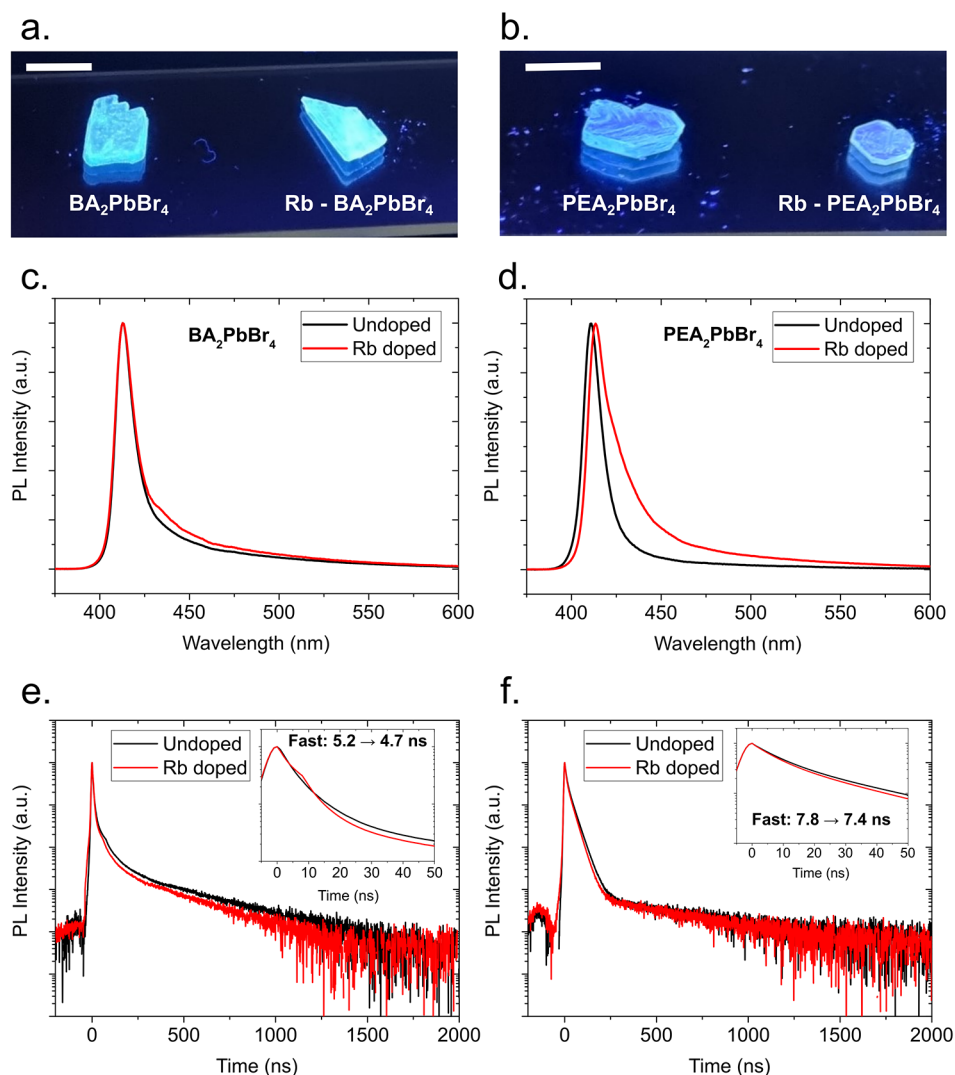 a.
BA₂PbBr₄
Rb - BA₂PbBr₄
b.
PEA₂PbBr₄
Rb - PEA₂PbBr₄
c.
BA₂PbBr₄
Undoped
Rb doped
PL Intensity (a.u.)
400 450 500 550 600
Wavelength (nm)
d.
PEA₂PbBr₄
Undoped
Rb doped
PL Intensity (a.u.)
400 450 500 550 600
Wavelength (nm)
e.
Undoped
Rb doped
Fast: 5.2 → 4.7 ns
0 10 20 30 40 50
Time (ns)
PL Intensity (a.u.)
0 500 1000 1500 2000
Time (ns)
f.
Undoped
Rb doped
Fast: 7.8 → 7.4 ns
0 10 20 30 40 50
Time (ns)
PL Intensity (a.u.)
0 500 1000 1500 2000
Time (ns)